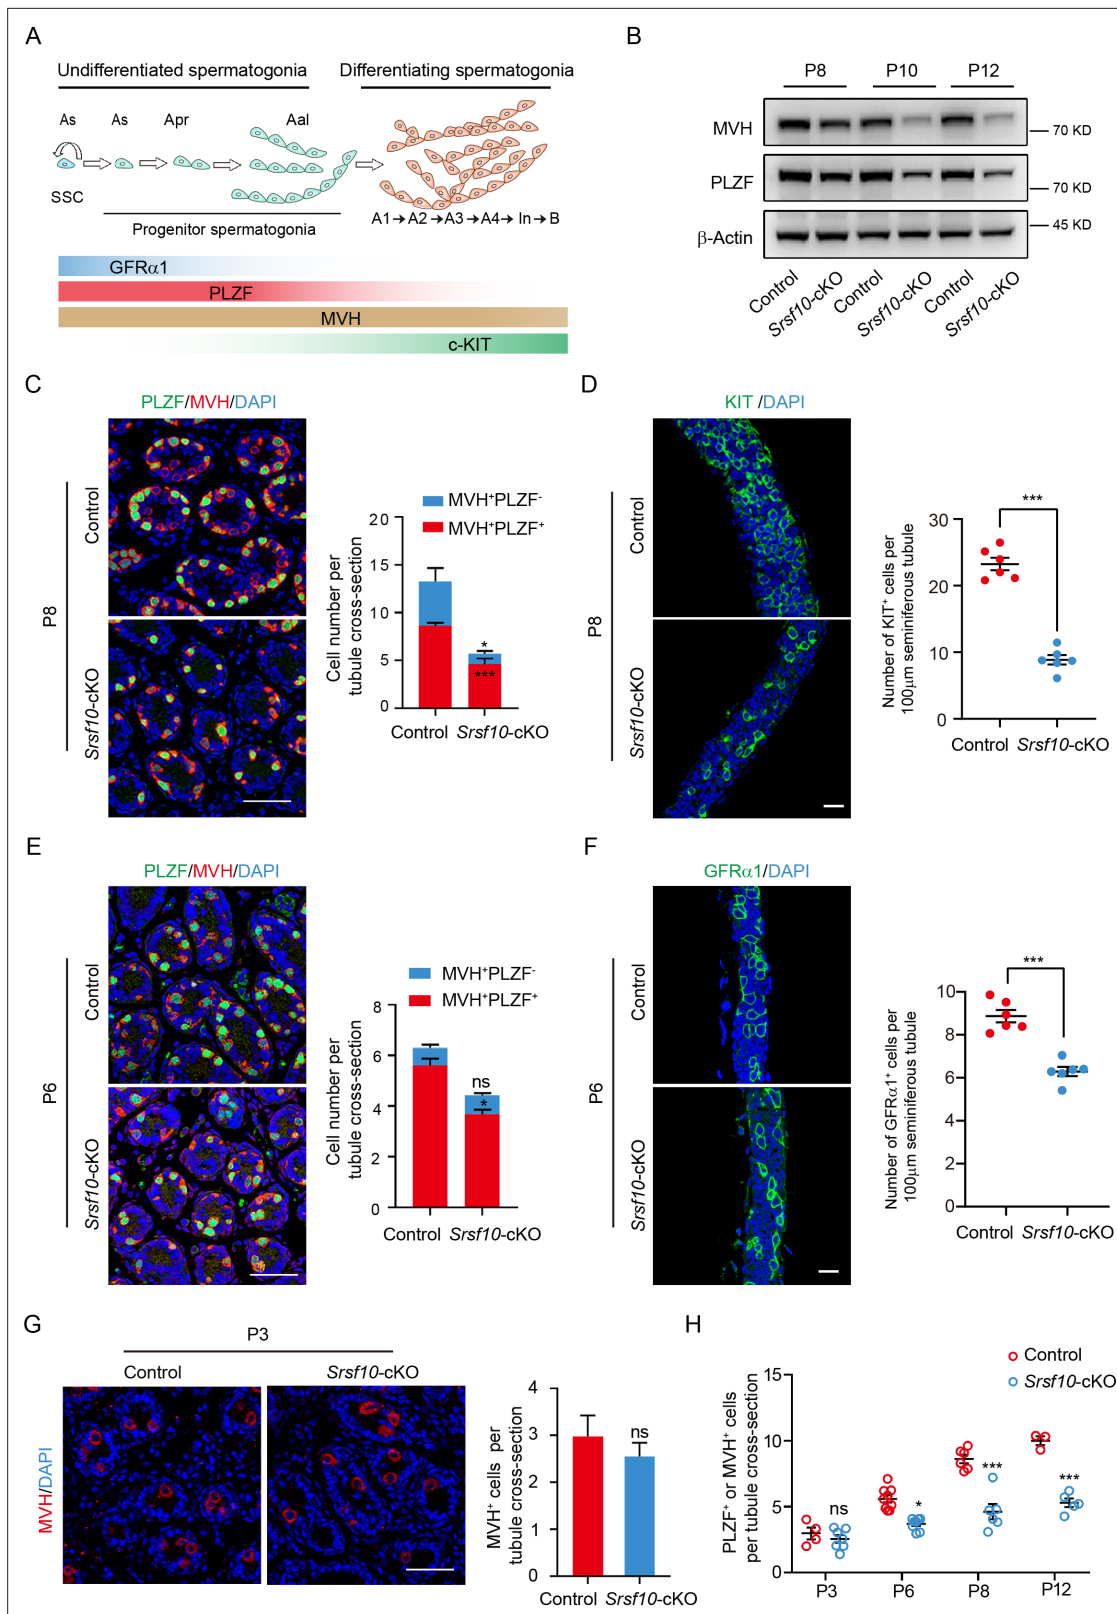 A
Undifferentiated spermatogonia
Differentiating spermatogonia
As
As
Apr
Aal
SSC
Progenitor spermatogonia
A1→A2→A3→A4→ In→B
GFRα1
PLZF
MVH
c-KIT
B
P8
P10
P12
MVH
70 KD
PLZF
70 KD
β-Actin
45 KD
Control
Srsf10-cKO
Control
Srsf10-cKO
Control
Srsf10-cKO
C
PLZF/MVH/DAPI
P8
Control
Srsf10-cKO
MVH⁺PLZF⁻
MVH⁺PLZF⁺
Cell number per
tubule cross-section
20
15
10
5
0
*
***
Control
Srsf10-cKO
D
KIT /DAPI
P8
Control
Srsf10-cKO
Number of KIT⁺ cells per
100μm seminiferous tubule
30
20
10
0
***
Control
Srsf10-cKO
E
PLZF/MVH/DAPI
P6
Control
Srsf10-cKO
MVH⁺PLZF⁻
MVH⁺PLZF⁺
Cell number per
tubule cross-section
8
6
4
2
0
ns
*
Control
Srsf10-cKO
F
GFRα1/DAPI
P6
Control
Srsf10-cKO
Number of GFRα1⁺ cells per
100μm seminiferous tubule
10
8
6
4
2
0
***
Control
Srsf10-cKO
G
P3
Control
Srsf10-cKO
MVH/DAPI
MVH⁺ cells per
tubule cross-section
4
3
2
1
0
ns
Control
Srsf10-cKO
H
Control
Srsf10-cKO
PLZF⁺ or MVH⁺ cells
per tubule cross-section
15
10
5
0
ns
*
***
***
P3
P6
P8
P12